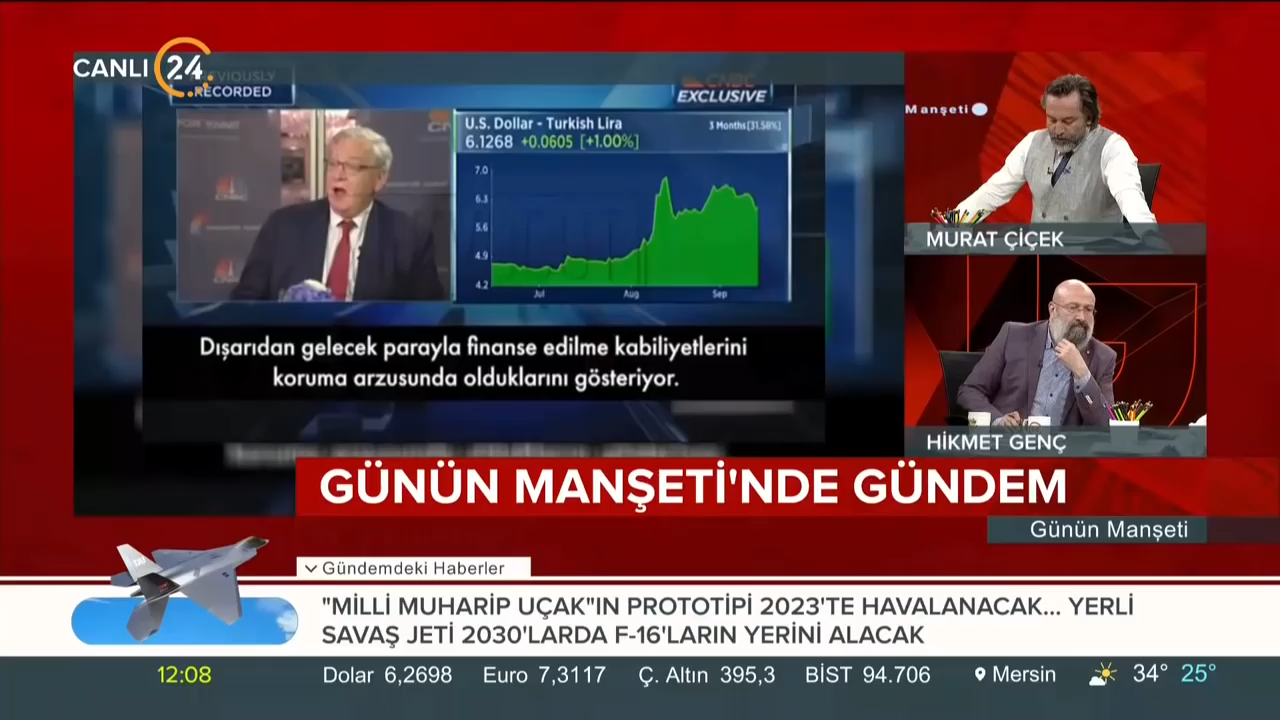 CANLI 24
PREVIOUSLY
RECORDED
CNBC
EXCLUSIVE
U.S. Dollar - Turkish Lira
3 Months[31.58%]
6.1268 +0.0605 [+1.00%]
7.0
6.3
5.6
4.9
4.2
Jul
Aug
Sep
CNBC
CNBC
Dışarıdan gelecek parayla finanse edilme kabiliyetlerini
koruma arzusunda olduklarını gösteriyor.
Manşeti
MURAT ÇİÇEK
HİKMET GENÇ
GÜNÜN MANŞETİ'NDE GÜNDEM
Günün Manşeti
Gündemdeki Haberler
"MİLLİ MUHARİP UÇAK"IN PROTOTİPİ 2023'TE HAVALANACAK... YERLİ
SAVAŞ JETİ 2030'LARDA F-16'LARIN YERİNİ ALACAK
12:08 Dolar 6,2698 Euro 7,3117 Ç. Altın 395,3 BİST 94.706 Mersin 34° 25°